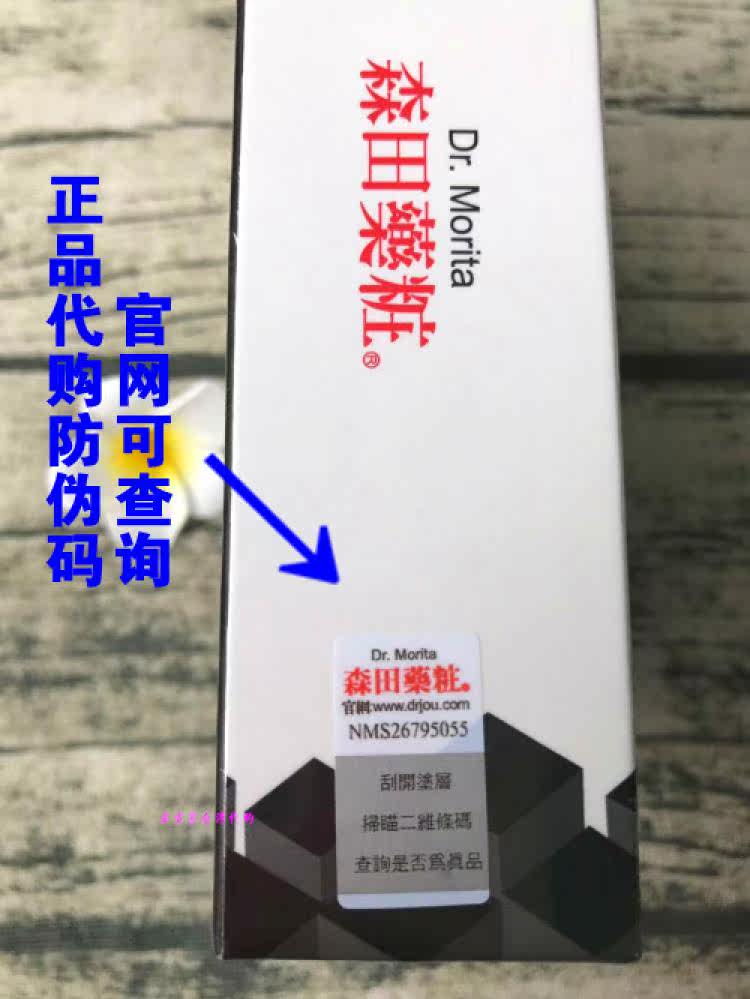 正品代购防伪码
官网可查询
森田藥粧®
Dr. Morita
Dr. Morita
森田藥粧
官網:www.drjou.com
NMS26795055
刮開塗層
掃瞄二維條碼
查詢是否為眞品